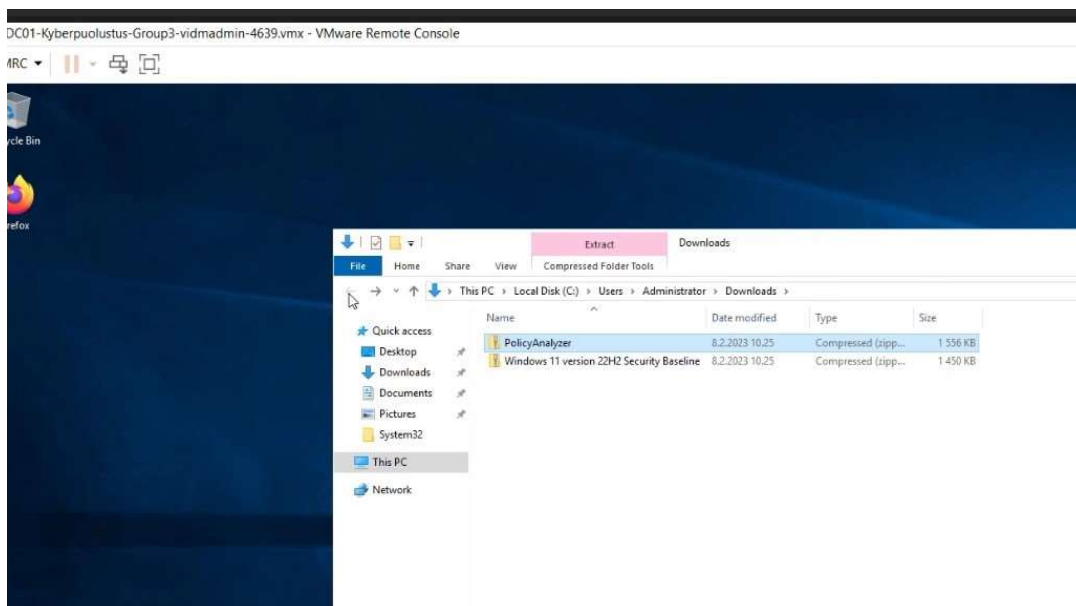 DC01-Kyberpuolustus-Group3-vidmadmin-4639.vmx - VMware Remote Console
MRC
ycle Bin
refox
Extract Downloads
File Home Share View Compressed Folder Tools
This PC › Local Disk (C:) › Users › Administrator › Downloads ›
Name Date modified Type Size
Quick access
Desktop
Downloads
Documents
Pictures
System32
This PC
Network
PolicyAnalyzer 8.2.2023 10.25 Compressed (zipp... 1 556 KB
Windows 11 version 22H2 Security Baseline 8.2.2023 10.25 Compressed (zipp... 1 450 KB